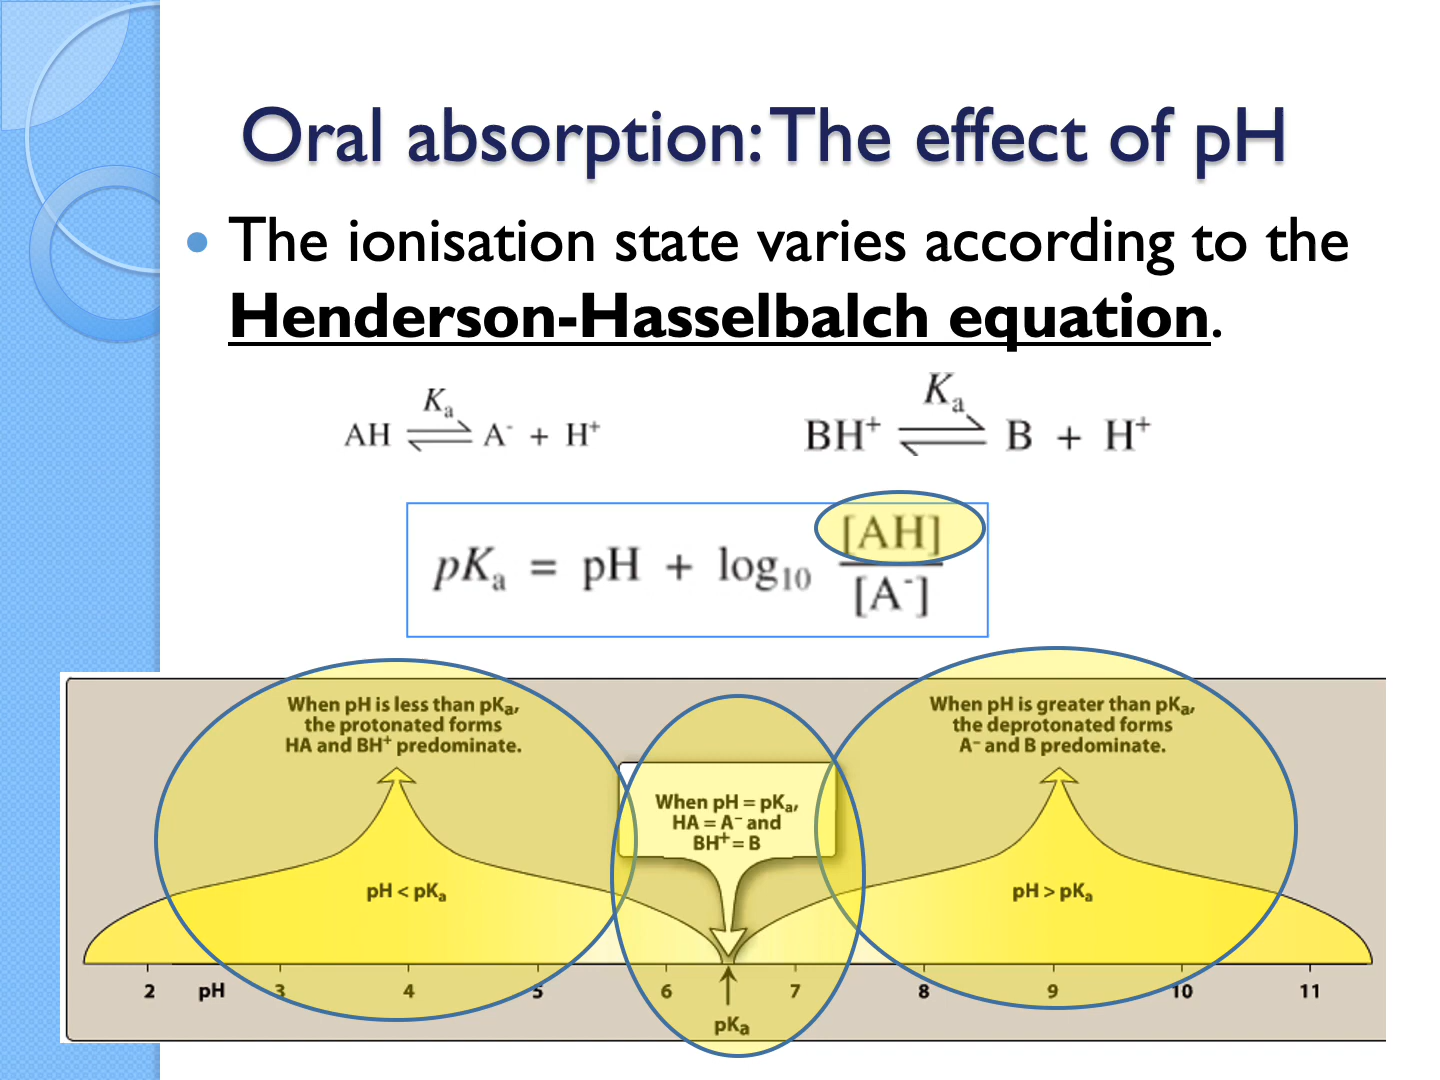 Oral absorption: The effect of pH
• The ionisation state varies according to the
Henderson-Hasselbalch equation.
AH ⇌ A⁻ + H⁺
Kₐ
BH⁺ ⇌ B + H⁺
Kₐ
pKₐ = pH + log₁₀ [AH]/[A⁻]
When pH is less than pKₐ,
the protonated forms
HA and BH⁺ predominate.
When pH = pKₐ,
HA = A⁻ and
BH⁺ = B
When pH is greater than pKₐ,
the deprotonated forms
A⁻ and B predominate.
pH < pKₐ
pH > pKₐ
2 pH 3 4 5 6 7 8 9 10 11
pKₐ